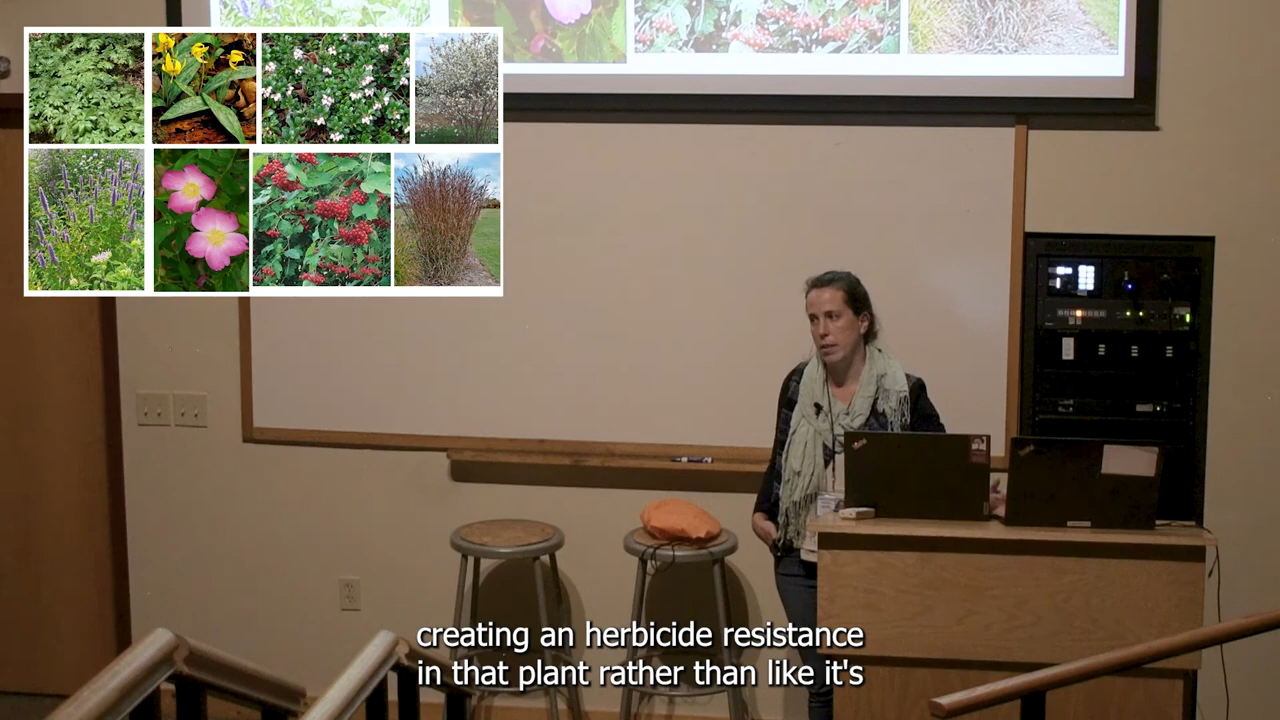 creating an herbicide resistance
in that plant rather than like it's